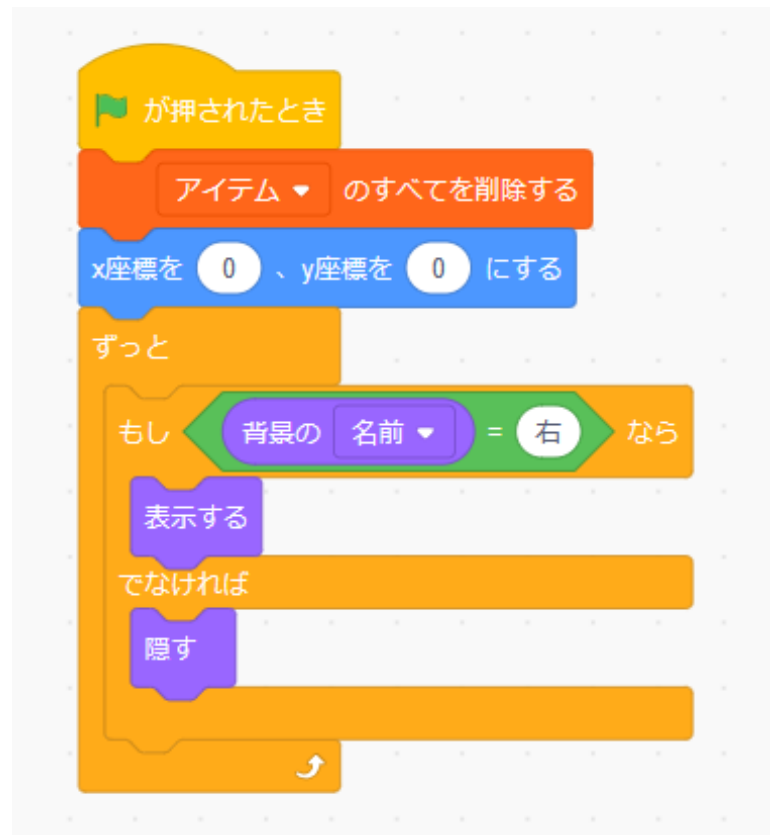 が押されたとき
アイテム のすべてを削除する
x座標を 0 、y座標を 0 にする
ずっと
もし 背景の 名前 = 右 なら
表示する
でなければ
隠す